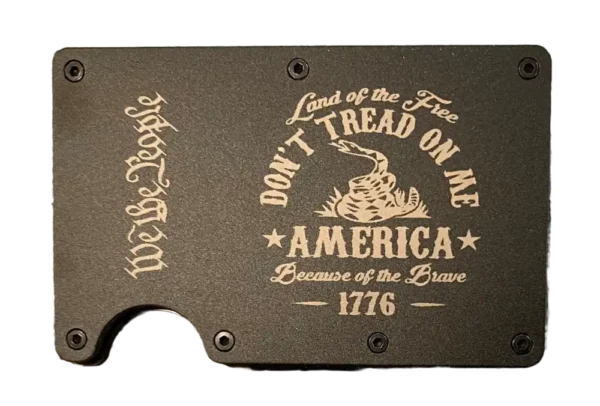 We The People
Land of the Free
DON'T TREAD ON ME
AMERICA
Because of the Brave
1776